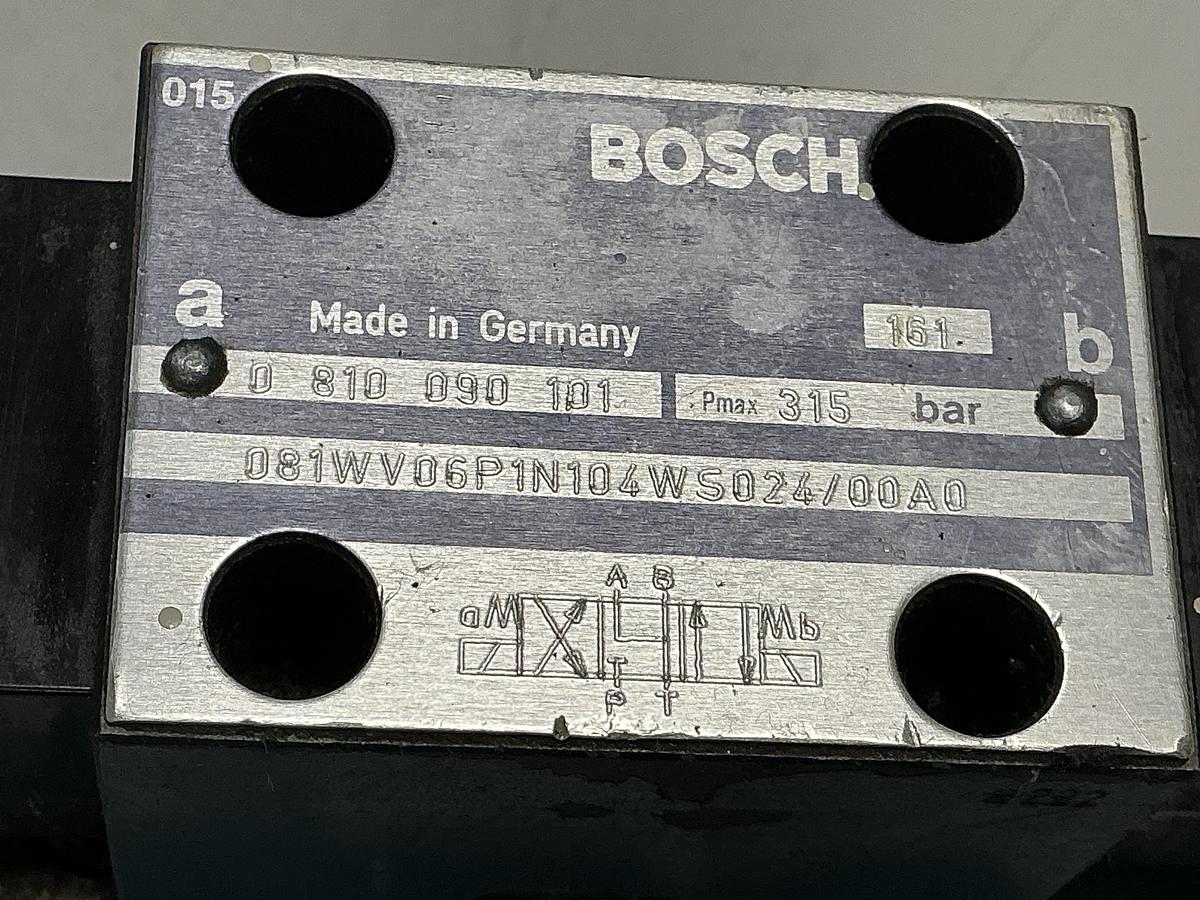 015
BOSCH
a
Made in Germany
161
b
0 810 090 101
Pmax 315 bar
081WV06P1N104WS024/00A0
A B
a
b
P T